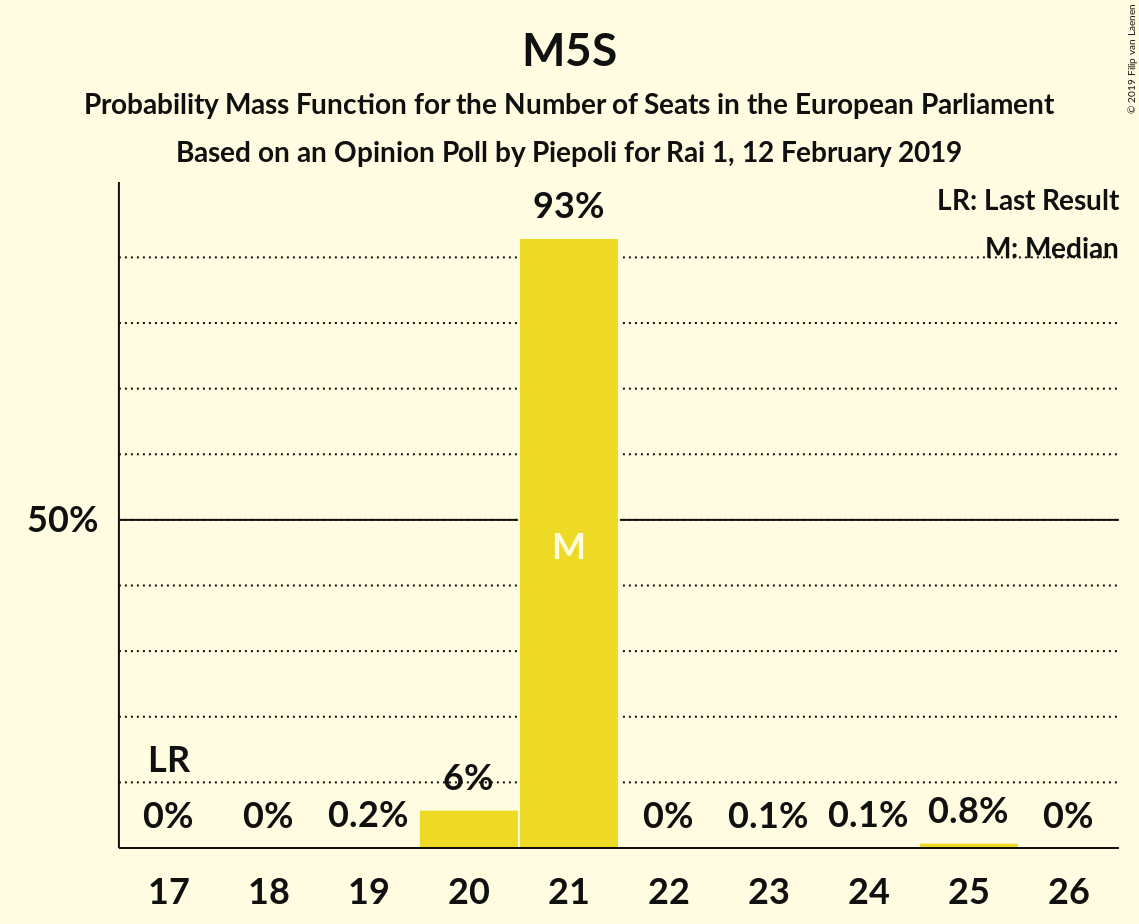 M5S
Probability Mass Function for the Number of Seats in the European Parliament
Based on an Opinion Poll by Piepoli for Rai 1, 12 February 2019
© 2019 Filip van Laenen
LR: Last Result
M: Median
93%
50%
M
LR
0%
0%
0.2%
6%
0%
0.1%
0.1%
0.8%
0%
17 18 19 20 21 22 23 24 25 26